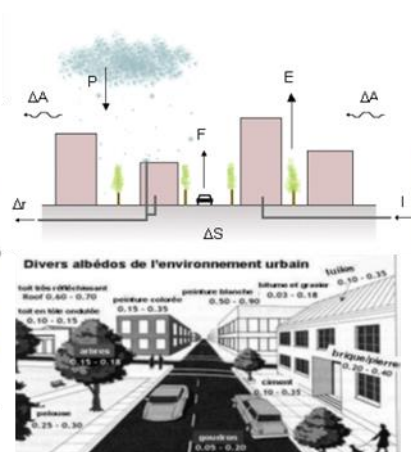 P
E
ΔA
ΔA
F
Δr
I
ΔS
Divers albédos de l'environnement urbain
toit très réfléchissant
Roof 0.60 - 0.70
toit en tôle ondulée
0.10 - 0.15
peinture colorée
0.15 - 0.35
peinture blanche
0.50 - 0.90
bitume et gravier
0.03 - 0.18
tuiles
0.10 - 0.35
arbres
0.15 - 0.18
brique/pierre
0.20 - 0.40
ciment
0.10 - 0.35
pelouse
0.25 - 0.30
goudron
0.05 - 0.20